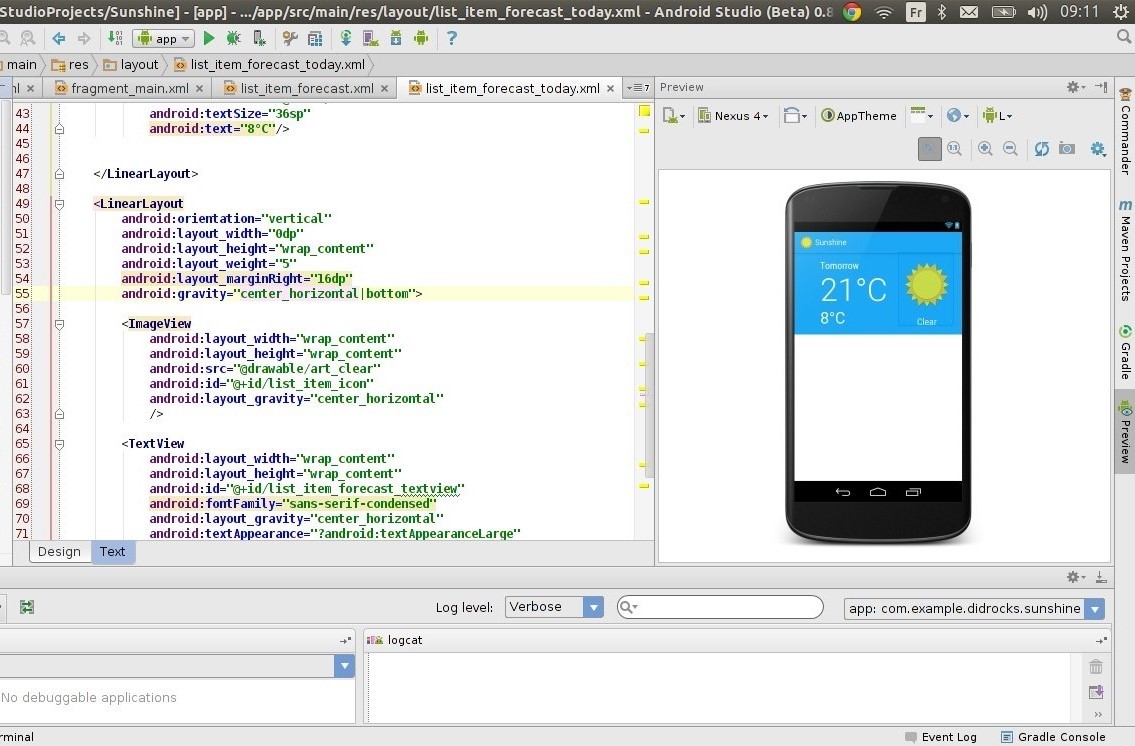 StudioProjects/Sunshine] - [app] - .../app/src/main/res/layout/list_item_forecast_today.xml - Android Studio (Beta) 0.8
Fr
09:11
app
?
main
res
layout
list_item_forecast_today.xml
fragment_main.xml
list_item_forecast.xml
list_item_forecast_today.xml
7
Preview
43 android:textSize="36sp"
44 android:text="8°C"/>
45
46
47 </LinearLayout>
48
49 <LinearLayout
50 android:orientation="vertical"
51 android:layout_width="0dp"
52 android:layout_height="wrap_content"
53 android:layout_weight="5"
54 android:layout_marginRight="16dp"
55 android:gravity="center_horizontal|bottom">
56
57 <ImageView
58 android:layout_width="wrap_content"
59 android:layout_height="wrap_content"
60 android:src="@drawable/art_clear"
61 android:id="@+id/list_item_icon"
62 android:layout_gravity="center_horizontal"
63 />
64
65 <TextView
66 android:layout_width="wrap_content"
67 android:layout_height="wrap_content"
68 android:id="@+id/list_item_forecast_textview"
69 android:fontFamily="sans-serif-condensed"
70 android:layout_gravity="center_horizontal"
71 android:textAppearance="?android:textAppearanceLarge"
Design
Text
Nexus 4
AppTheme
L
1:1
Sunshine
Tomorrow
21°C
8°C
Clear
Commander
Maven Projects
Gradle
Preview
Log level:
Verbose
app: com.example.didrocks.sunshine
logcat
No debuggable applications
rminal
Event Log
Gradle Console